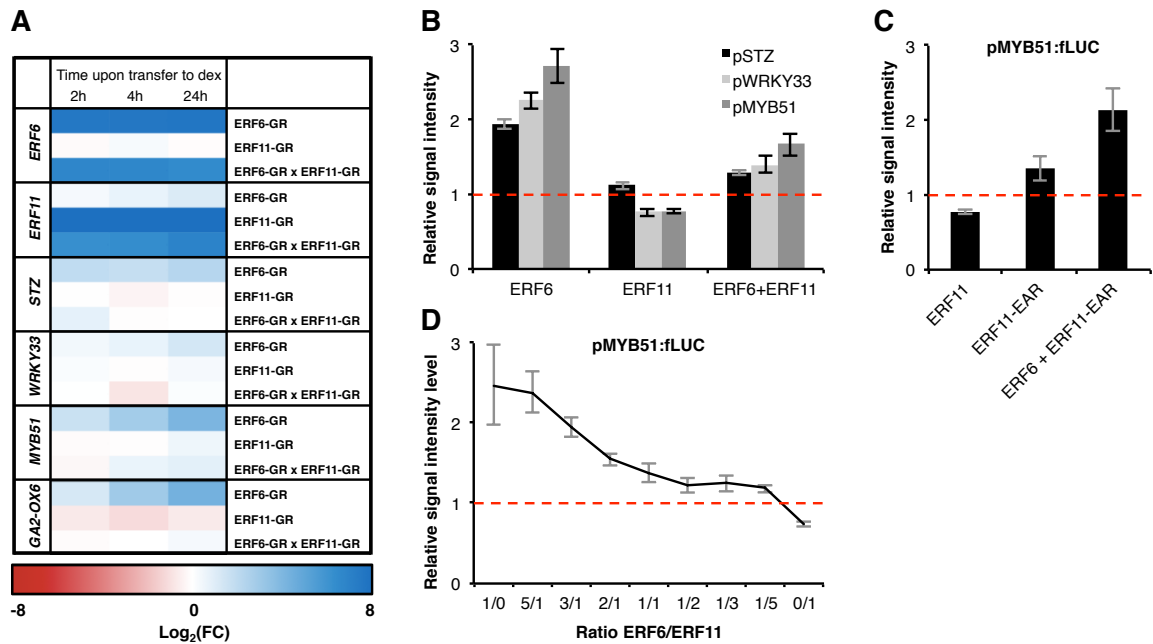 A
Time upon transfer to dex
2h 4h 24h
ERF6
ERF6-GR
ERF11-GR
ERF6-GR x ERF11-GR
ERF11
ERF6-GR
ERF11-GR
ERF6-GR x ERF11-GR
STZ
ERF6-GR
ERF11-GR
ERF6-GR x ERF11-GR
WRKY33
ERF6-GR
ERF11-GR
ERF6-GR x ERF11-GR
MYB51
ERF6-GR
ERF11-GR
ERF6-GR x ERF11-GR
GA2-OX6
ERF6-GR
ERF11-GR
ERF6-GR x ERF11-GR
-8 0 8
Log2(FC)
B
Relative signal intensity
3
2
1
0
pSTZ
pWRKY33
pMYB51
ERF6 ERF11 ERF6+ERF11
C
pMYB51:fLUC
Relative signal intensity
3
2
1
0
ERF11
ERF11-EAR
ERF6 + ERF11-EAR
D
pMYB51:fLUC
Relative signal intensity level
3
2
1
0
1/0 5/1 3/1 2/1 1/1 1/2 1/3 1/5 0/1
Ratio ERF6/ERF11